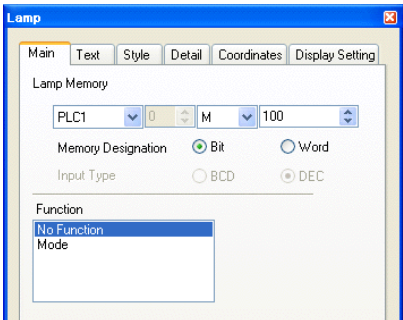 Lamp
Main Text Style Detail Coordinates Display Setting
Lamp Memory
PLC1 0 M 100
Memory Designation Bit Word
Input Type BCD DEC
Function
No Function
Mode